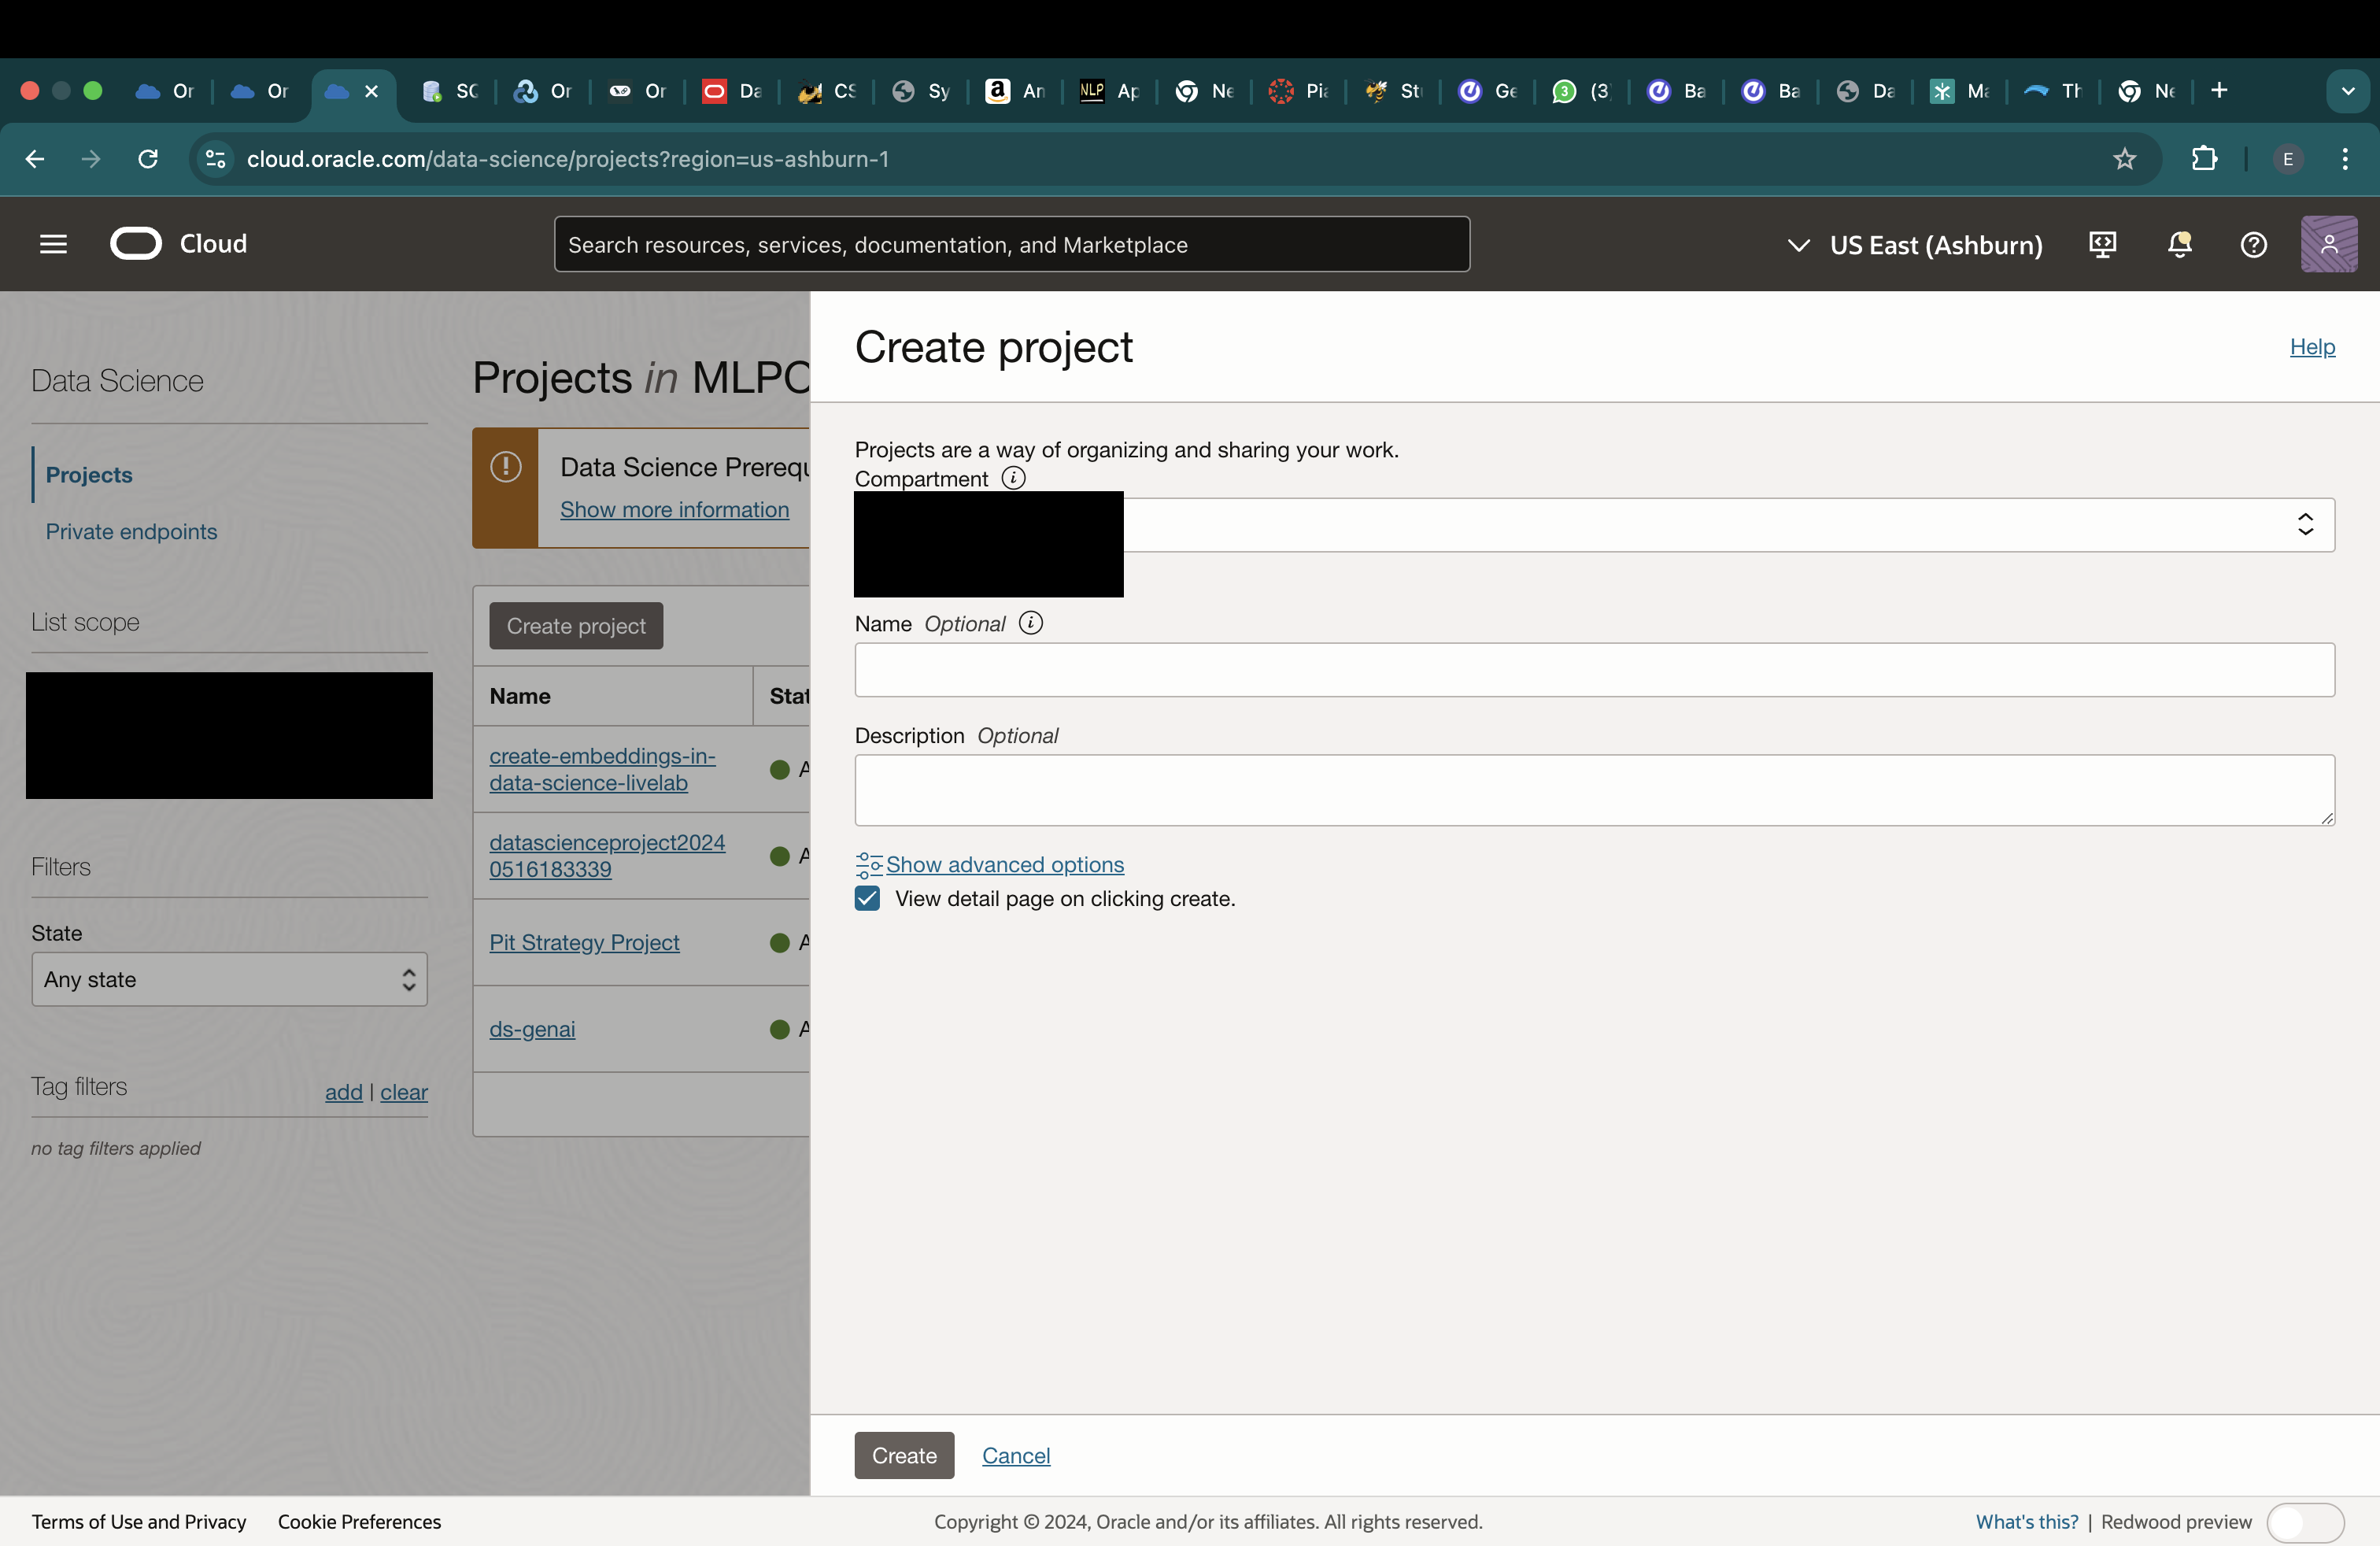 Or
Or
SC
Or
Or
Da
CS
Sy
An
NLP Ap
Ne
Pia
St
Ge
3 (3
Ba
Ba
Da
Ma
Th
Ne
cloud.oracle.com/data-science/projects?region=us-ashburn-1
E
Cloud
Search resources, services, documentation, and Marketplace
US East (Ashburn)
Data Science
Projects
Private endpoints
List scope
Filters
State
Any state
Tag filters
add | clear
no tag filters applied
Projects in MLPO
Data Science Prerequ
Show more information
Create project
Name
Stat
create-embeddings-in-
data-science-livelab
A
datascienceproject2024
0516183339
A
Pit Strategy Project
A
ds-genai
A
Create project
Help
Projects are a way of organizing and sharing your work.
Compartment
Name Optional
Description Optional
Show advanced options
View detail page on clicking create.
Create
Cancel
Terms of Use and Privacy
Cookie Preferences
Copyright © 2024, Oracle and/or its affiliates. All rights reserved.
What's this? | Redwood preview